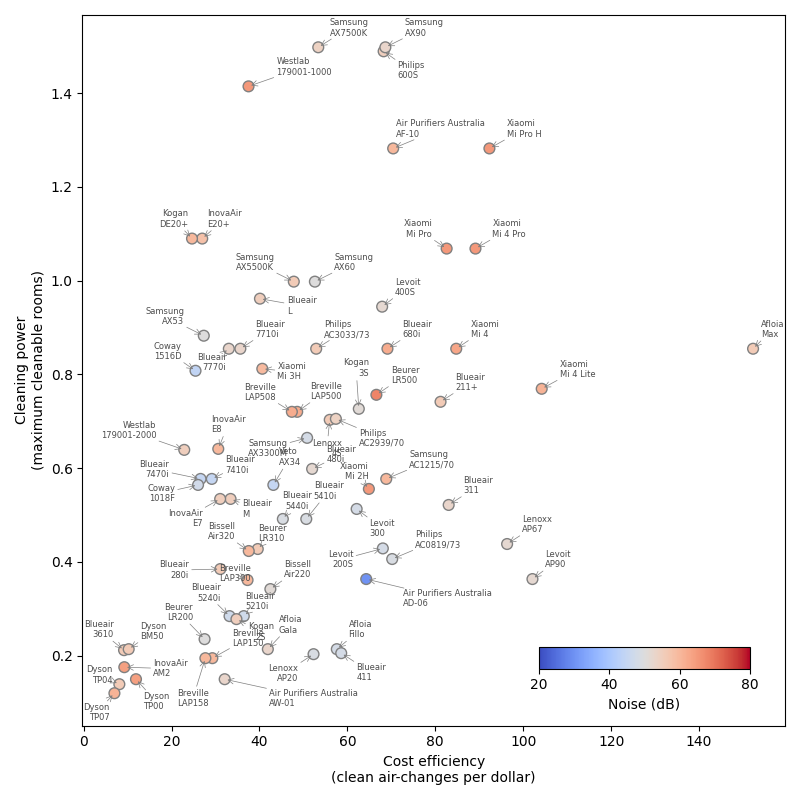 Samsung
AX7500K
Samsung
AX90
Philips
600S
Westlab
179001-1000
Air Purifiers Australia
AF-10
Xiaomi
Mi Pro H
Kogan
DE20+
InovaAir
E20+
Xiaomi
Mi Pro
Xiaomi
Mi 4 Pro
Samsung
AX5500K
Samsung
AX60
Levoit
400S
Blueair
L
Samsung
AX53
Blueair
7710i
Philips
AC3033/73
Blueair
680i
Xiaomi
Mi 4
Afloia
Max
Coway
1516D
Blueair
7770i
Xiaomi
Mi 3H
Kogan
3S
Beurer
LR500
Blueair
211+
Xiaomi
Mi 4 Lite
Breville
LAP508
Breville
LAP500
Philips
AC2939/70
Lenoxx
Westlab
179001-2000
InovaAir
E8
Samsung
AX3300M
Veto
AX34
Blueair
480i
Xiaomi
Mi 2H
Samsung
AC1215/70
Blueair
7470i
Blueair
7410i
Coway
1018F
InovaAir
E7
Blueair
M
Blueair
5440i
Blueair
5410i
Blueair
311
Levoit
300
Bissell
Air320
Beurer
LR310
Levoit
200S
Philips
AC0819/73
Lenoxx
AP67
Levoit
AP90
Blueair
280i
Breville
LAP300
Bissell
Air220
Air Purifiers Australia
AD-06
Blueair
5240i
Blueair
5210i
Kogan
Beurer
LR200
Afloia
Gala
Afloia
Fillo
Blueair
411
Lenoxx
AP20
Blueair
3610
Dyson
BM50
Breville
LAP150
InovaAir
AM2
Dyson
TP04
Dyson
TP00
Dyson
TP07
Breville
LAP158
Air Purifiers Australia
AW-01
Cleaning power
(maximum cleanable rooms)
1.4
1.2
1.0
0.8
0.6
0.4
0.2
20
40
60
80
Noise (dB)
0
20
40
60
80
100
120
140
Cost efficiency
(clean air-changes per dollar)